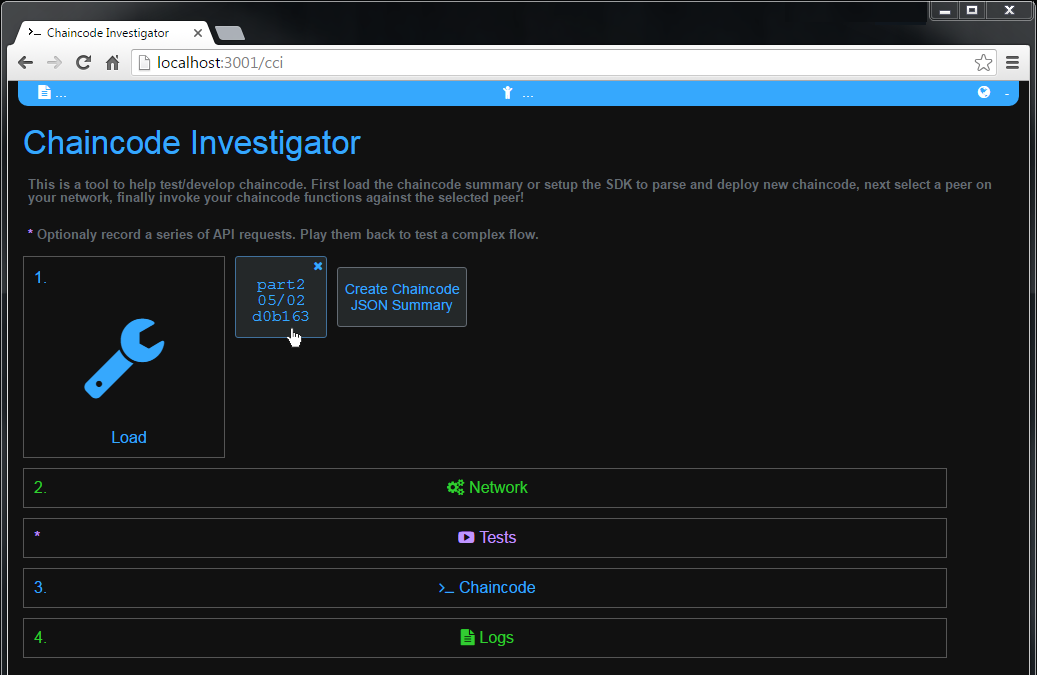 Chaincode Investigator
localhost:3001/cci
... ... -
Chaincode Investigator
This is a tool to help test/develop chaincode. First load the chaincode summary or setup the SDK to parse and deploy new chaincode, next select a peer on
your network, finally invoke your chaincode functions against the selected peer!
* Optionaly record a series of API requests. Play them back to test a complex flow.
1.
Load
part2
05/02
d0b163
Create Chaincode
JSON Summary
2. Network
* Tests
3. Chaincode
4. Logs